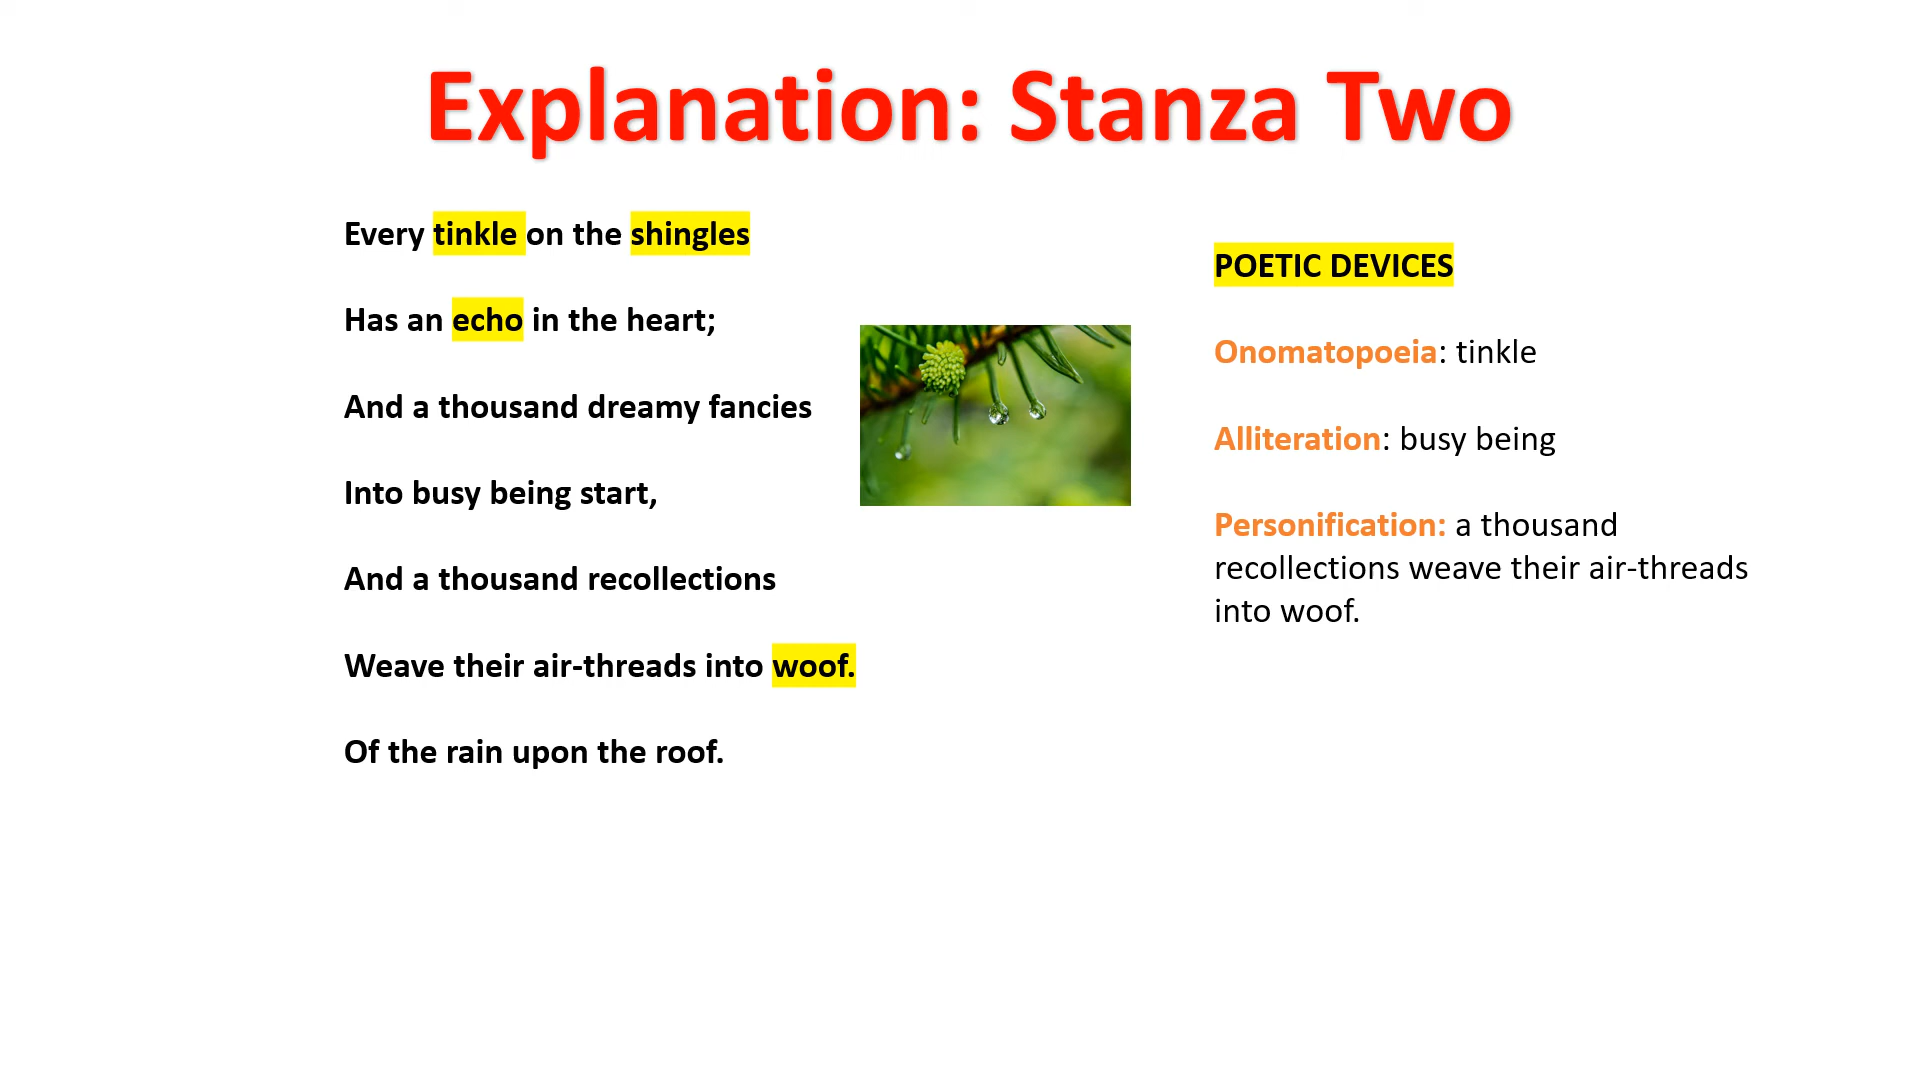 Explanation: Stanza Two
Every tinkle on the shingles
Has an echo in the heart;
And a thousand dreamy fancies
Into busy being start,
And a thousand recollections
Weave their air-threads into woof.
Of the rain upon the roof.
POETIC DEVICES
Onomatopoeia: tinkle
Alliteration: busy being
Personification: a thousand
recollections weave their air-threads
into woof.